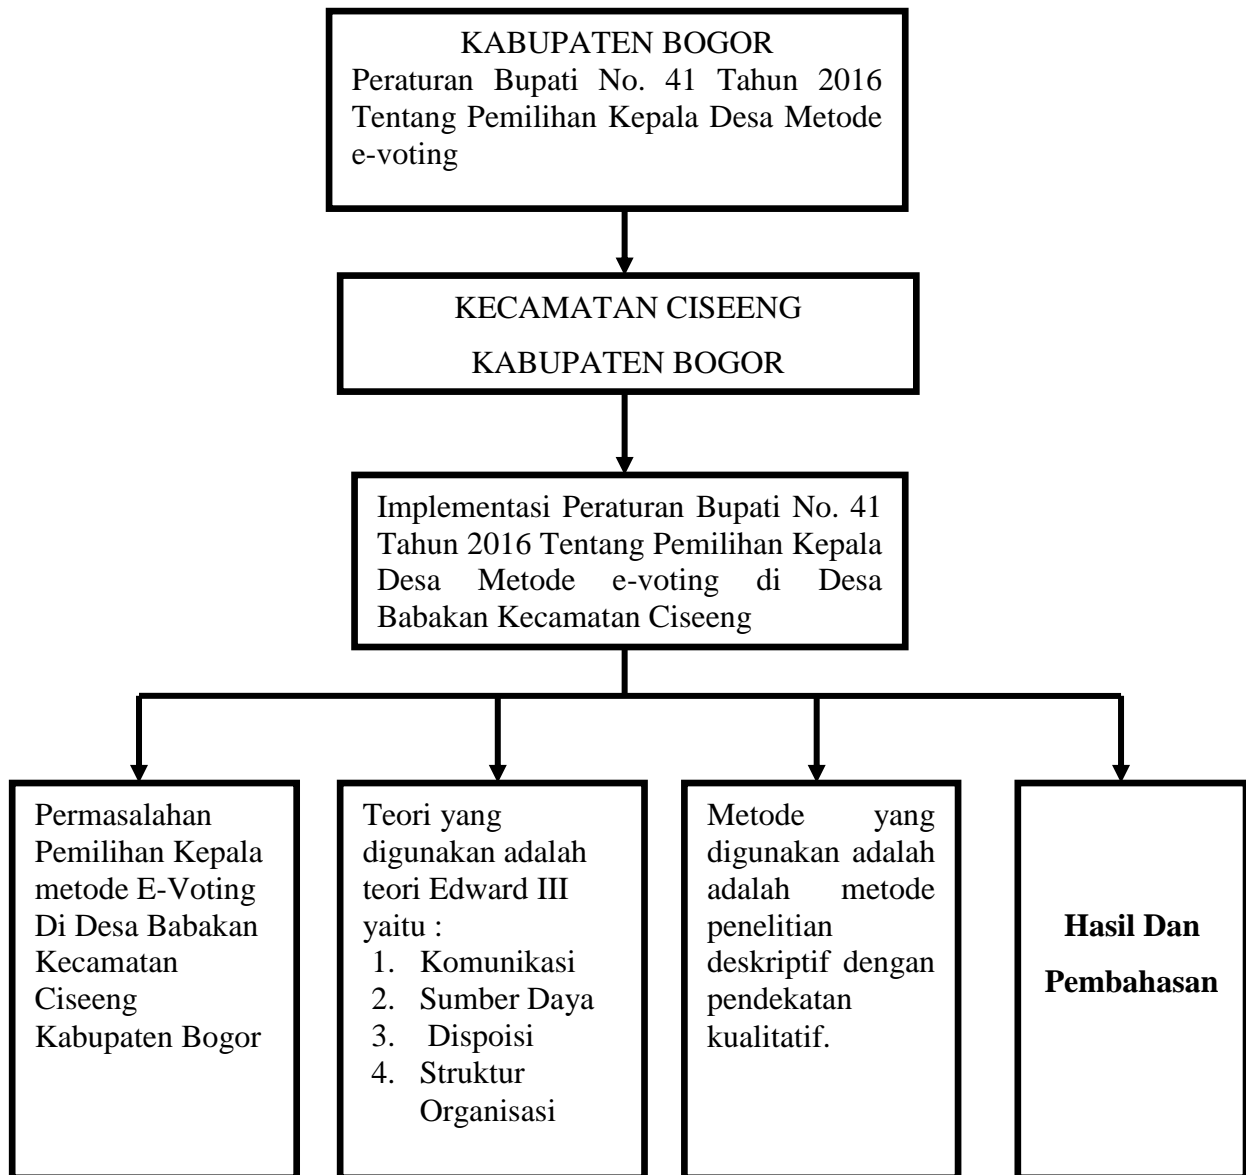 KABUPATEN BOGOR
Peraturan Bupati No. 41 Tahun 2016
Tentang Pemilihan Kepala Desa Metode
e-voting
KECAMATAN CISEENG
KABUPATEN BOGOR
Implementasi Peraturan Bupati No. 41
Tahun 2016 Tentang Pemilihan Kepala
Desa Metode e-voting di Desa
Babakan Kecamatan Ciseeng
Permasalahan
Pemilihan Kepala
metode E-Voting
Di Desa Babakan
Kecamatan
Ciseeng
Kabupaten Bogor
Teori yang
digunakan adalah
teori Edward III
yaitu :
1. Komunikasi
2. Sumber Daya
3. Dispoisi
4. Struktur
Organisasi
Metode yang
digunakan adalah
adalah metode
penelitian
deskriptif dengan
pendekatan
kualitatif.
Hasil Dan
Pembahasan